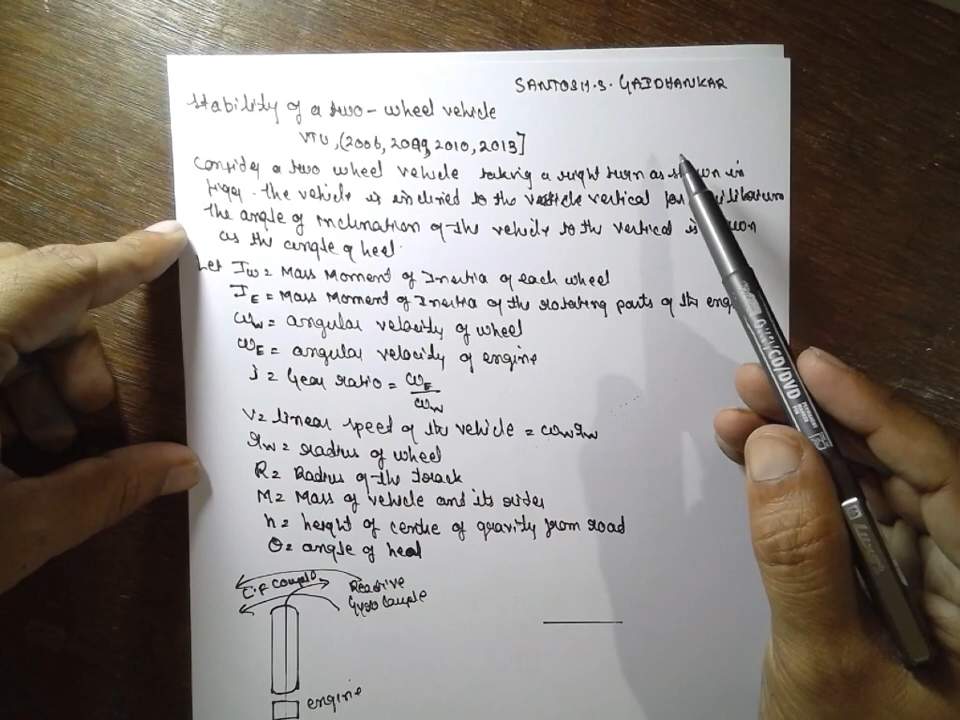 SANTOSH.S. GAIDHANKAR
Stability of a two-wheel vehicle
VTU, (2006, 2009, 2010, 2013]
Consider a two wheel vehicle taking a right turn as in
The vehicle is inclined to the vertical for
the angle of inclination of the vehicle to the vertical is
as the angle of heel.
Let Iw = Mass Moment of Inertia of each wheel
IE = Mass Moment of Inertia of the rotating parts of the
ωw = angular velocity of wheel
ωE = angular velocity of engine
i = Gear ratio = ωE/ωw
V = linear speed of the vehicle = ωw rw
rw = radius of wheel
R = Radius of the track
M = Mass of vehicle and its rider
h = height of centre of gravity from road
θ = angle of heel
C.F couple
Reactive
Gyro Couple
engine
CD/DVD